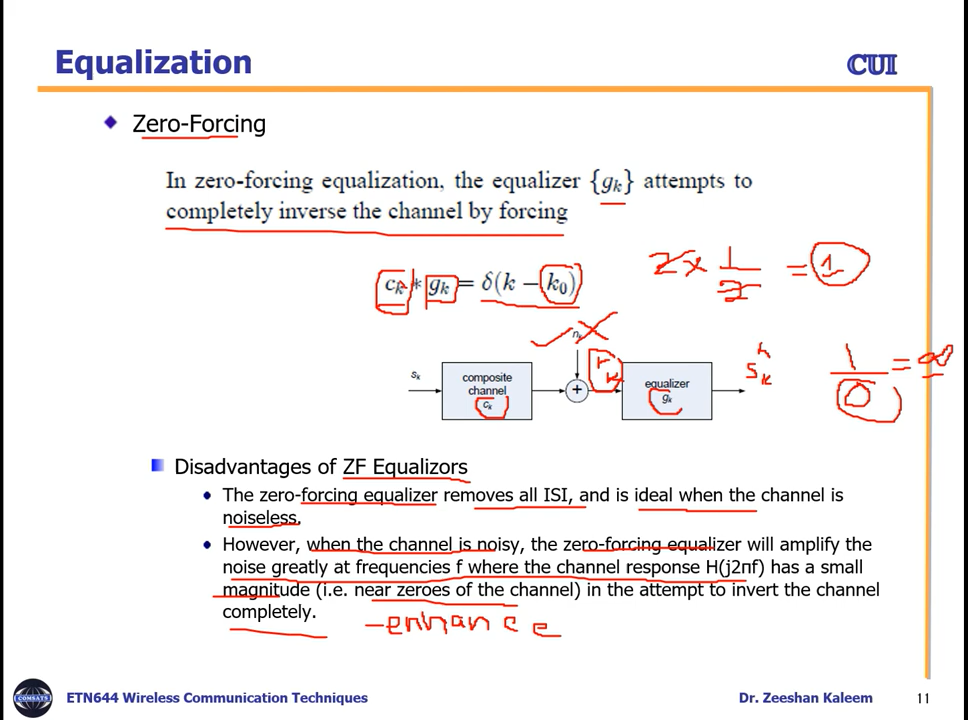 Equalization
CUI
Zero-Forcing
In zero-forcing equalization, the equalizer {gₖ} attempts to
completely inverse the channel by forcing
cₖ * gₖ = δ(k − k₀)
z × 1/z = 1
1/0 = ∞
nₖ
rₖ
sₖ
composite
channel
cₖ
+
equalizer
gₖ
ŝₖ
Disadvantages of ZF Equalizors
The zero-forcing equalizer removes all ISI, and is ideal when the channel is
noiseless.
However, when the channel is noisy, the zero-forcing equalizer will amplify the
noise greatly at frequencies f where the channel response H(j2πf) has a small
magnitude (i.e. near zeroes of the channel) in the attempt to invert the channel
completely.
-enhance
COMSATS
ETN644 Wireless Communication Techniques
Dr. Zeeshan Kaleem
11